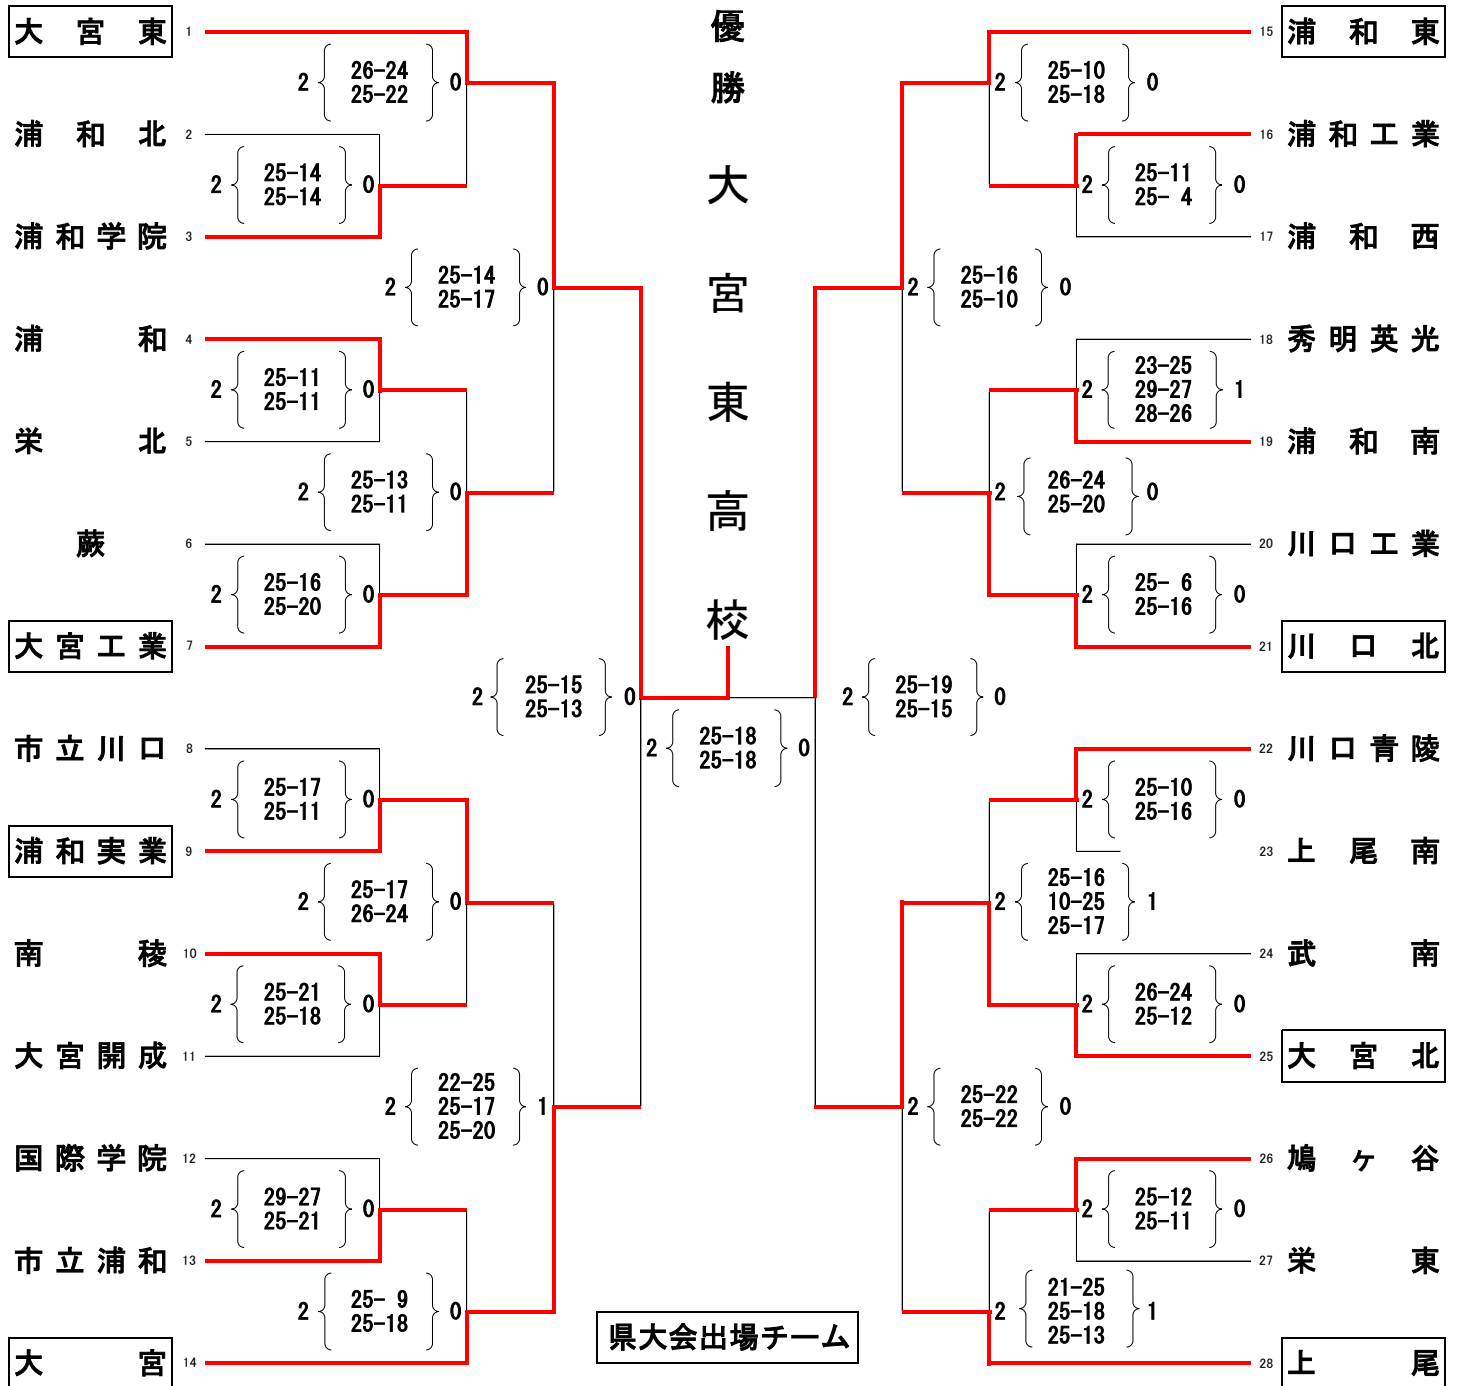 優勝 大宮東高校
大宮東 1
2 26-24 0
25-22
浦和北 2
2 25-14 0
25-14
浦和学院 3
2 25-14 0
25-17
浦和 4
2 25-11 0
25-11
栄北 5
2 25-13 0
25-11
蕨 6
2 25-16 0
25-20
大宮工業 7
2 25-15 0
25-13
市立川口 8
2 25-17 0
25-11
浦和実業 9
2 25-17 0
26-24
南稜 10
2 25-21 0
25-18
大宮開成 11
2 22-25 1
25-17
25-20
国際学院 12
2 29-27 0
25-21
市立浦和 13
2 25- 9 0
25-18
大宮 14
2 25-18 0
25-18
15 浦和東
2 25-10 0
25-18
16 浦和工業
2 25-11 0
25- 4
17 浦和西
2 25-16 0
25-10
18 秀明英光
2 23-25 1
29-27
28-26
19 浦和南
2 26-24 0
25-20
20 川口工業
2 25- 6 0
25-16
21 川口北
2 25-19 0
25-15
22 川口青陵
2 25-10 0
25-16
23 上尾南
2 25-16 1
10-25
25-17
24 武南
2 26-24 0
25-12
25 大宮北
2 25-22 0
25-22
26 鳩ヶ谷
2 25-12 0
25-11
27 栄東
2 21-25 1
25-18
25-13
28 上尾
県大会出場チーム